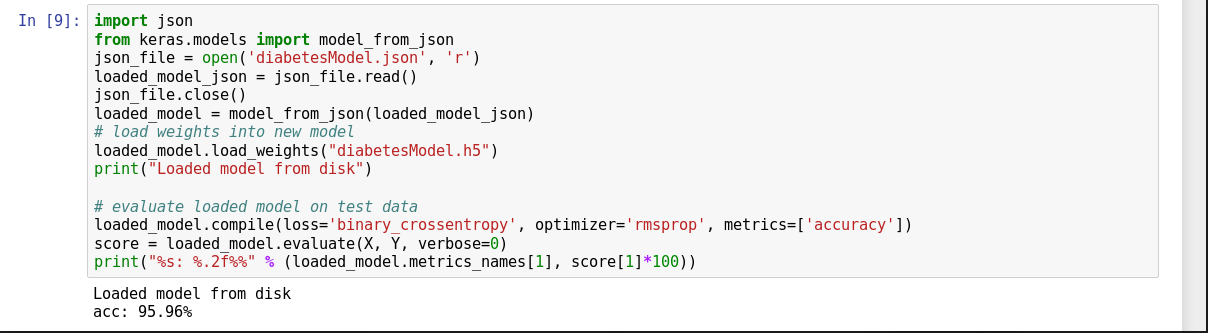 In [9]:
import json
from keras.models import model_from_json
json_file = open('diabetesModel.json', 'r')
loaded_model_json = json_file.read()
json_file.close()
loaded_model = model_from_json(loaded_model_json)
# load weights into new model
loaded_model.load_weights("diabetesModel.h5")
print("Loaded model from disk")
# evaluate loaded model on test data
loaded_model.compile(loss='binary_crossentropy', optimizer='rmsprop', metrics=['accuracy'])
score = loaded_model.evaluate(X, Y, verbose=0)
print("%s: %.2f%%" % (loaded_model.metrics_names[1], score[1]*100))
Loaded model from disk
acc: 95.96%